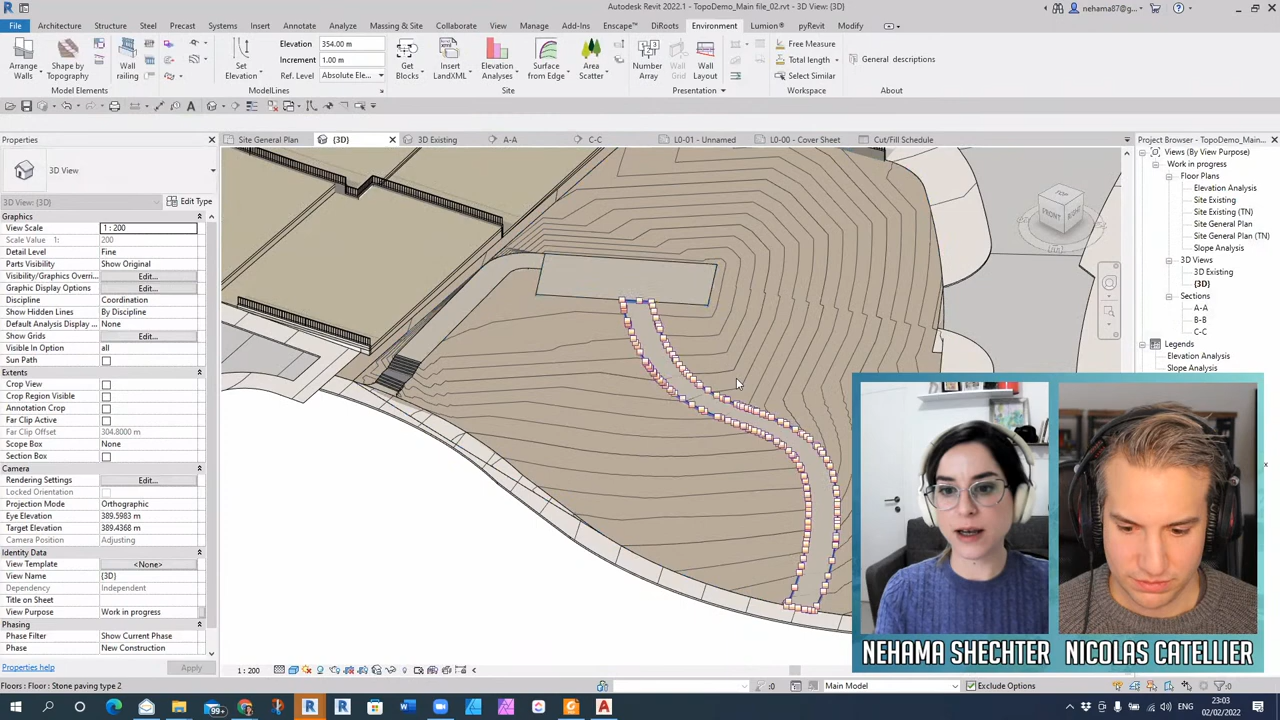 Autodesk Revit 2022.1 - TopoDemo_Main file_02.rvt - 3D View: {3D}
nehama87@g...
File Architecture Structure Steel Precast Systems Insert Annotate Analyze Massing & Site Collaborate View Manage Add-Ins Enscape™ DiRoots Environment Lumion® pyRevit Modify
Elevation 354.00 m
Increment 1.00 m
Ref. Level Absolute Ele...
Arrange Walls
Shape by Topography
Wall railing
Set Elevation
Get Blocks
Insert LandXML
Elevation Analyses
Surface from Edge
Area Scatter
Number Array
Wall Grid
Wall Layout
Free Measure
Total length
Select Similar
General descriptions
Model Elements ModelLines Site Presentation Workspace About
Properties
Site General Plan {3D} 3D Existing A-A C-C L0-01 - Unnamed L0-00 - Cover Sheet Cut/Fill Schedule
Project Browser - TopoDemo_Main...
3D View
3D View: {3D} Edit Type
Graphics
View Scale 1 : 200
Scale Value 1: 200
Detail Level Fine
Parts Visibility Show Original
Visibility/Graphics Overri... Edit...
Graphic Display Options Edit...
Discipline Coordination
Show Hidden Lines By Discipline
Default Analysis Display ... None
Show Grids Edit...
Visible In Option all
Sun Path
Extents
Crop View
Crop Region Visible
Annotation Crop
Far Clip Active
Far Clip Offset 304.8000 m
Scope Box None
Section Box
Camera
Rendering Settings Edit...
Locked Orientation
Projection Mode Orthographic
Eye Elevation 389.5983 m
Target Elevation 389.4368 m
Camera Position Adjusting
Identity Data
View Template <None>
View Name {3D}
Dependency Independent
Title on Sheet
View Purpose Work in progress
Phasing
Phase Filter Show Current Phase
Phase New Construction
Properties help Apply
TOP
FRONT
RIGHT
Views (By View Purpose)
Work in progress
Floor Plans
Elevation Analysis
Site Existing
Site Existing (TN)
Site General Plan
Site General Plan (TN)
Slope Analysis
3D Views
3D Existing
{3D}
Sections
A-A
B-B
C-C
Legends
Elevation Analysis
Slope Analysis
NEHAMA SHECHTER NICOLAS CATELLIER
1 : 200
Floors : Floor : Stone paving type 2
:0 Main Model Exclude Options :0
99+
ENG
23:03
02/02/2022